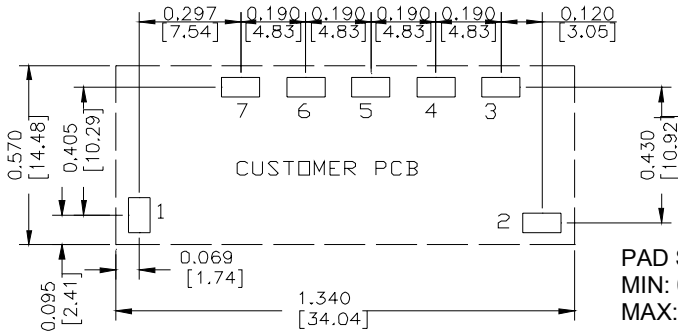 0.297 0.190 0.190 0.190 0.190 0.120
[7.54] [4.83] [4.83] [4.83] [4.83] [3.05]
7 6 5 4 3
0.570
[14.48]
0.405
[10.29]
0.430
[10.92]
CUSTOMER PCB
1
2
0.069
[1.74]
0.095
[2.41]
1.340
[34.04]
PAD
MIN:
MAX: